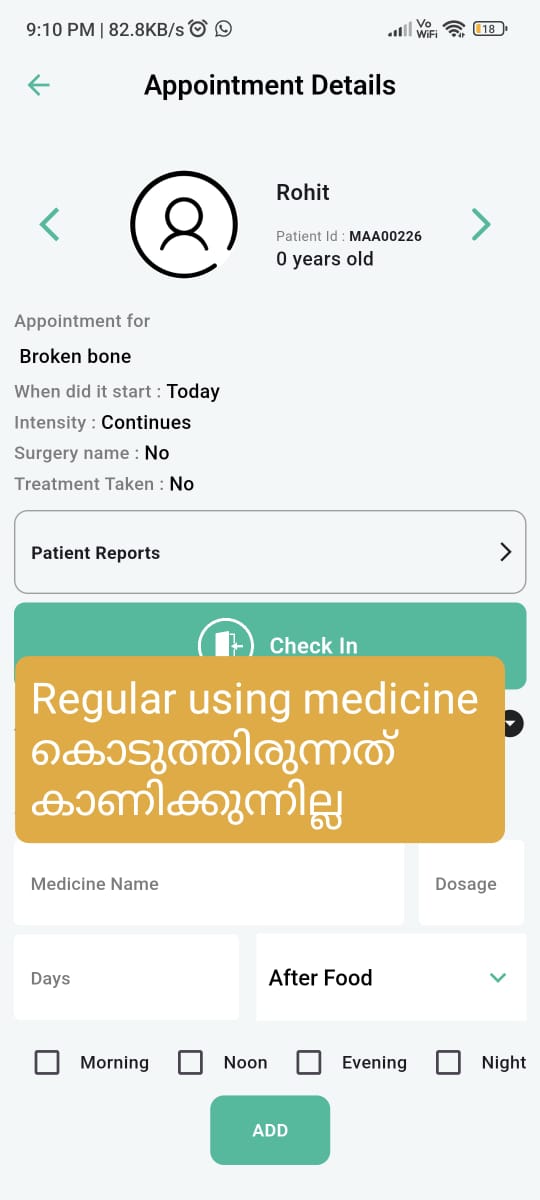 9:10 PM | 82.8KB/s
Vo
WiFi
18
Appointment Details
Rohit
Patient Id : MAA00226
0 years old
Appointment for
Broken bone
When did it start : Today
Intensity : Continues
Surgery name : No
Treatment Taken : No
Patient Reports
Check In
Regular using medicine
കൊടുത്തിരുന്നത്
കാണിക്കുന്നില്ല
Medicine Name
Dosage
Days
After Food
Morning Noon Evening Night
ADD